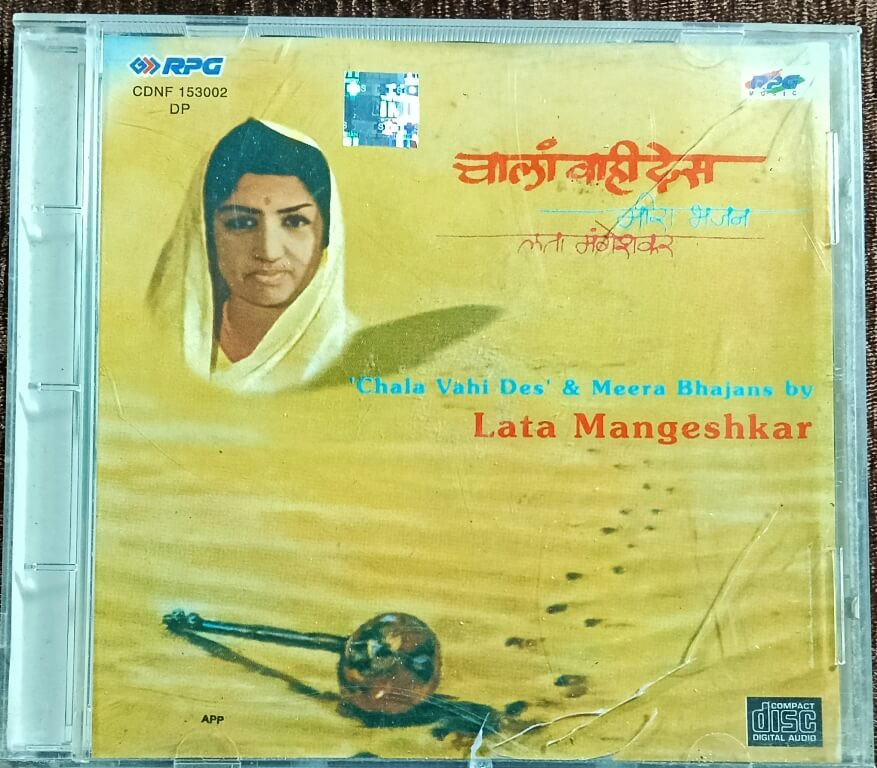 RPG
CDNF 153002
DP
RPG
MUSIC
चालाँ वाही देस
मीरा भजन
लता मंगेशकर
'Chala Vahi Des' & Meera Bhajans by
Lata Mangeshkar
APP
COMPACT
disc
DIGITAL AUDIO